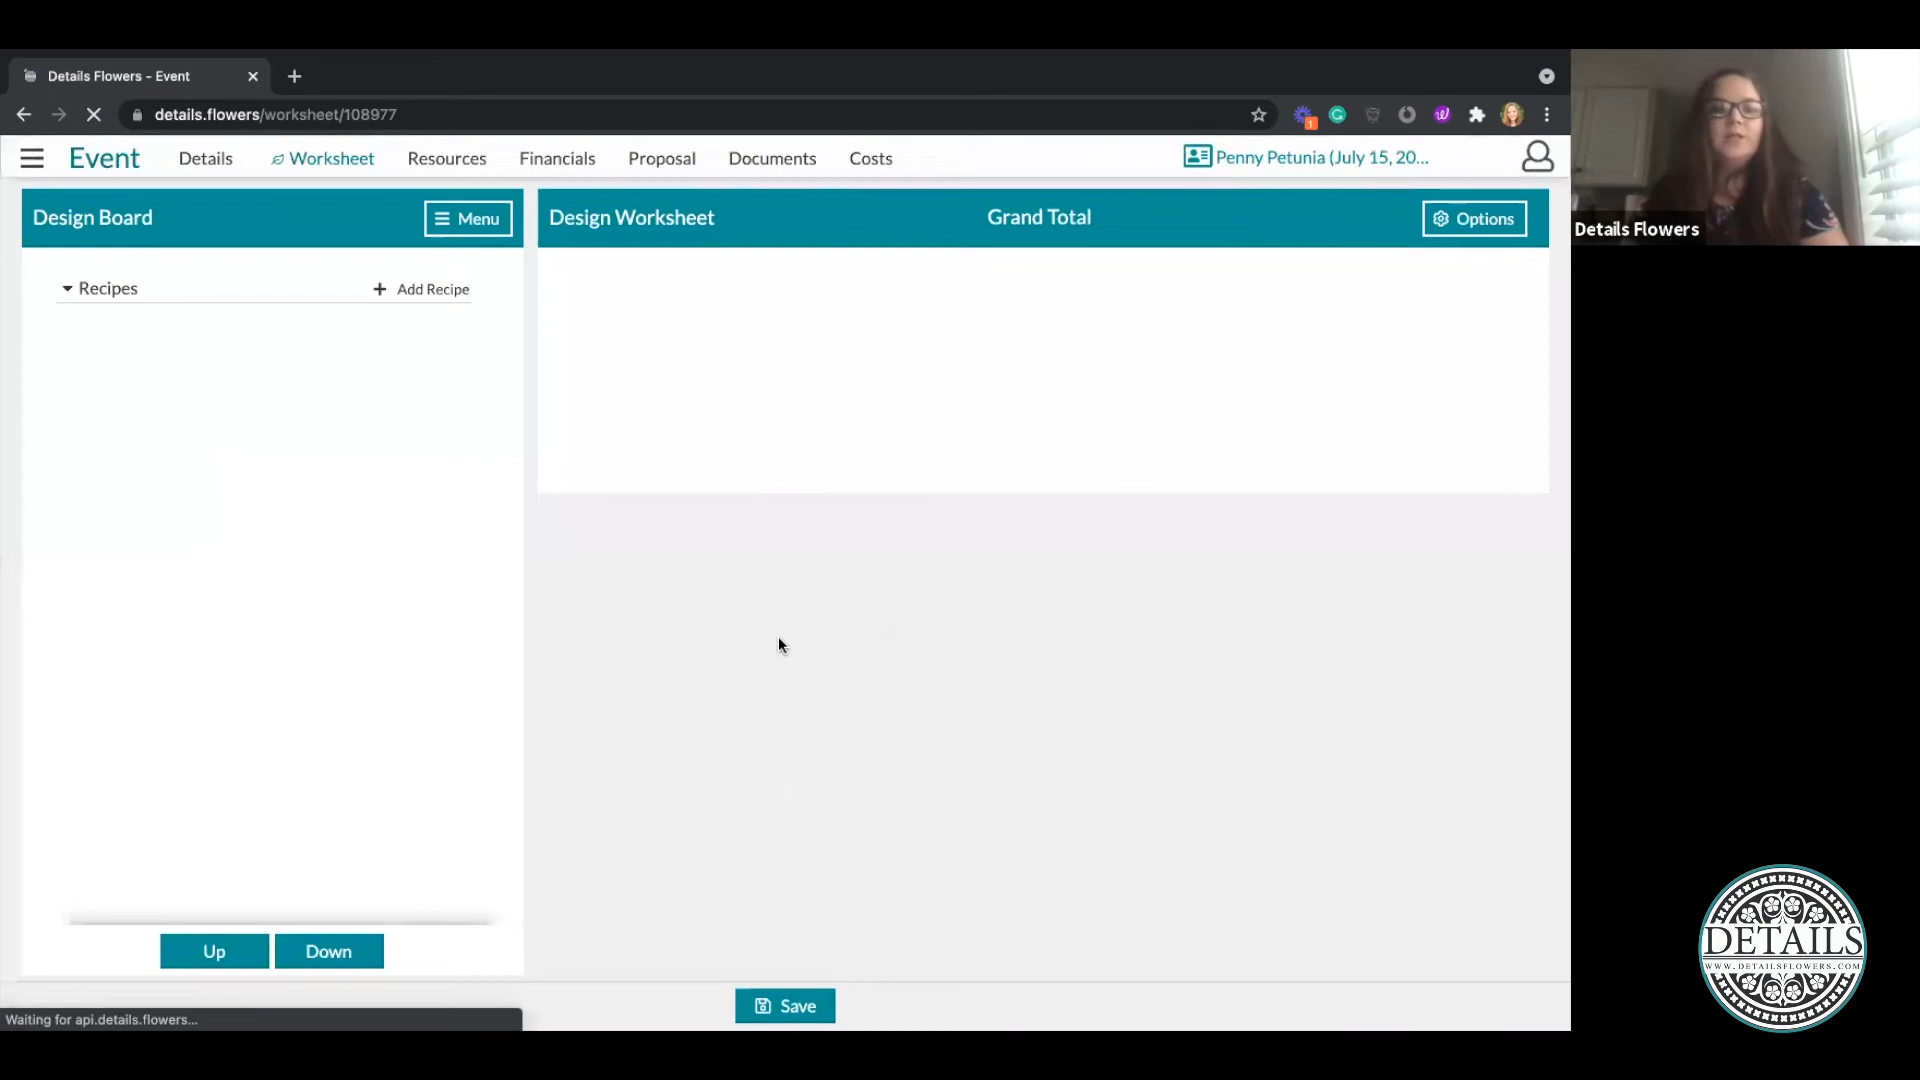 Details Flowers - Event
details.flowers/worksheet/108977
1
Event Details Worksheet Resources Financials Proposal Documents Costs Penny Petunia (July 15, 20...
Design Board Menu
Design Worksheet Grand Total Options
Recipes + Add Recipe
Up Down
Save
Waiting for api.details.flowers...
Details Flowers
DETAILS
WWW.DETAILSFLOWERS.COM